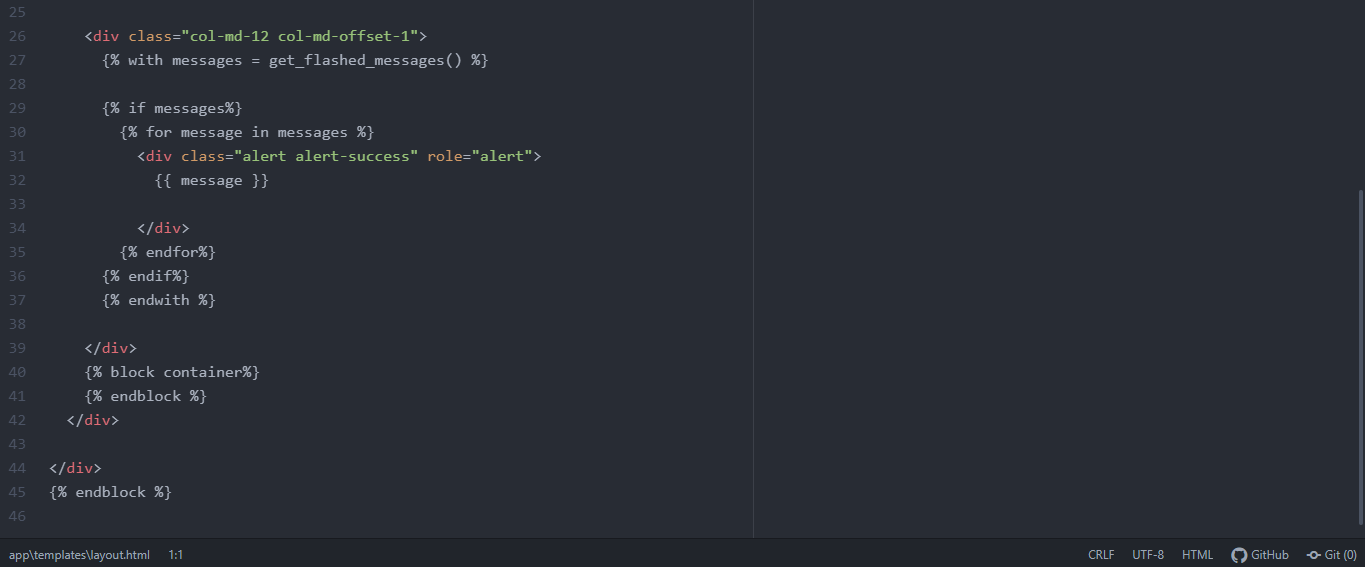 25
26 <div class="col-md-12 col-md-offset-1">
27 {% with messages = get_flashed_messages() %}
28
29 {% if messages%}
30 {% for message in messages %}
31 <div class="alert alert-success" role="alert">
32 {{ message }}
33
34 </div>
35 {% endfor%}
36 {% endif%}
37 {% endwith %}
38
39 </div>
40 {% block container%}
41 {% endblock %}
42 </div>
43
44 </div>
45 {% endblock %}
46
app\templates\layout.html 1:1 CRLF UTF-8 HTML GitHub Git (0)